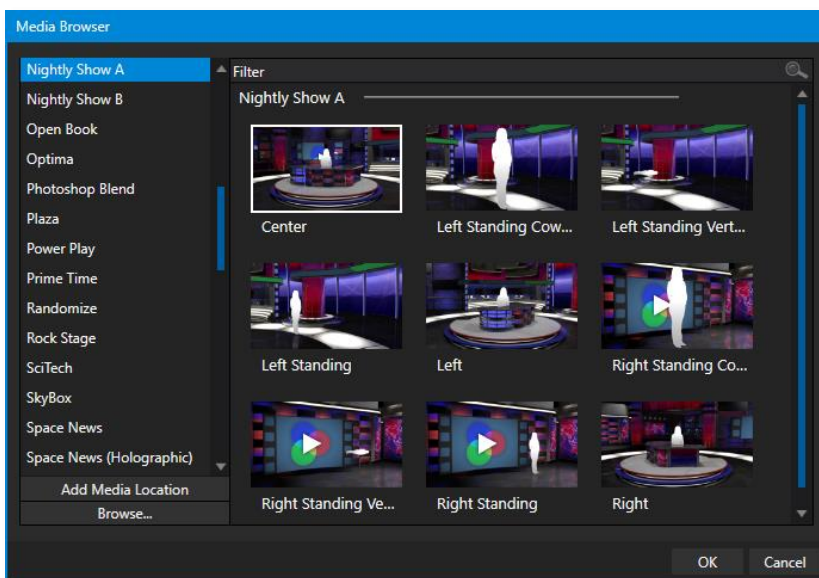 Media Browser
Nightly Show A
Nightly Show B
Open Book
Optima
Photoshop Blend
Plaza
Power Play
Prime Time
Randomize
Rock Stage
SciTech
SkyBox
Space News
Space News (Holographic)
Add Media Location
Browse...
Filter
Nightly Show A
Center
Left Standing Cow...
Left Standing Vert...
Left Standing
Left
Right Standing Co...
Right Standing Ve...
Right Standing
Right
OK
Cancel